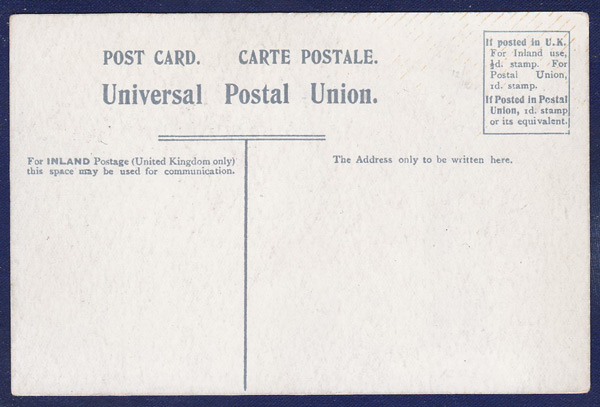 POST CARD. CARTE POSTALE.
Universal Postal Union.
If posted in U.K.
For Inland use,
½d. stamp. For
Postal Union,
1d. stamp.
If Posted in Postal
Union, 1d. stamp
or its equivalent.
For INLAND Postage (United Kingdom only)
this space may be used for communication.
The Address only to be written here.